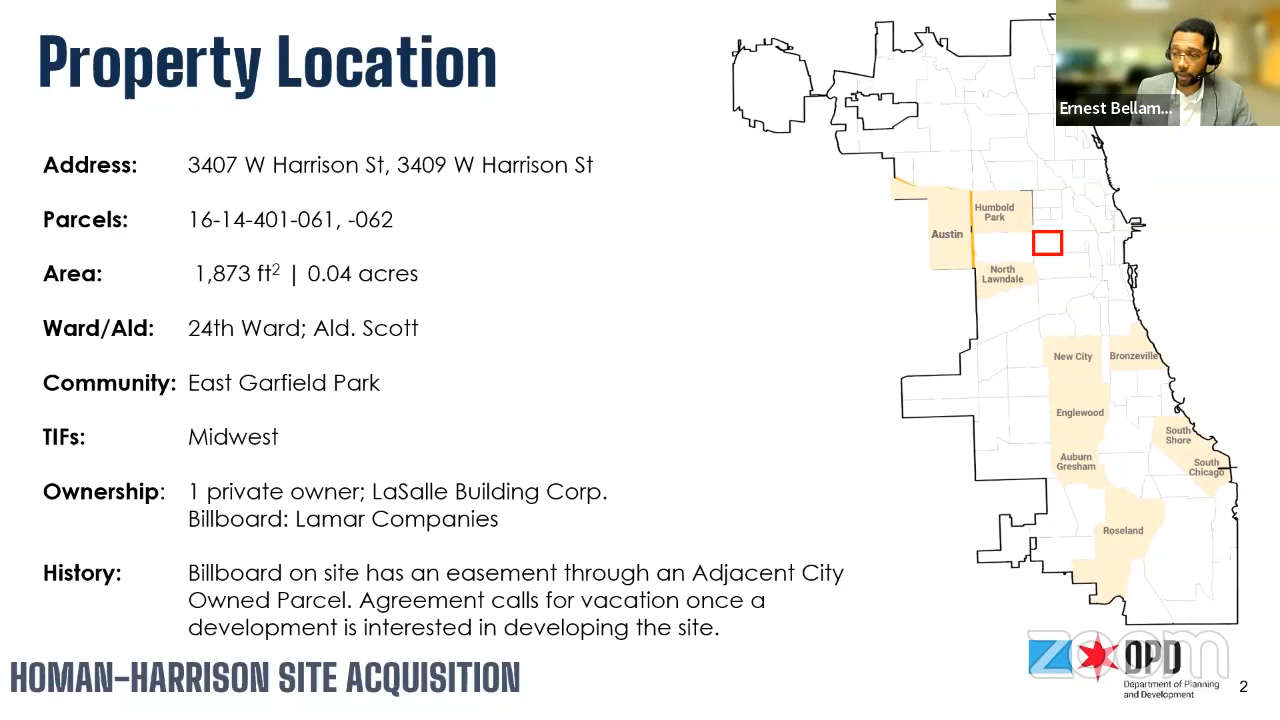 Property Location
Ernest Bellam...
Address: 3407 W Harrison St, 3409 W Harrison St
Parcels: 16-14-401-061, -062
Area: 1,873 ft² | 0.04 acres
Ward/Ald: 24th Ward; Ald. Scott
Community: East Garfield Park
TIFs: Midwest
Ownership: 1 private owner; LaSalle Building Corp.
Billboard: Lamar Companies
History: Billboard on site has an easement through an Adjacent City
Owned Parcel. Agreement calls for vacation once a
development is interested in developing the site.
Humbold
Park
Austin
North
Lawndale
New City
Bronzeville
Englewood
South
Shore
Auburn
Gresham
South
Chicago
Roseland
HOMAN-HARRISON SITE ACQUISITION
zoom
DPD
Department of Planning
and Development
2